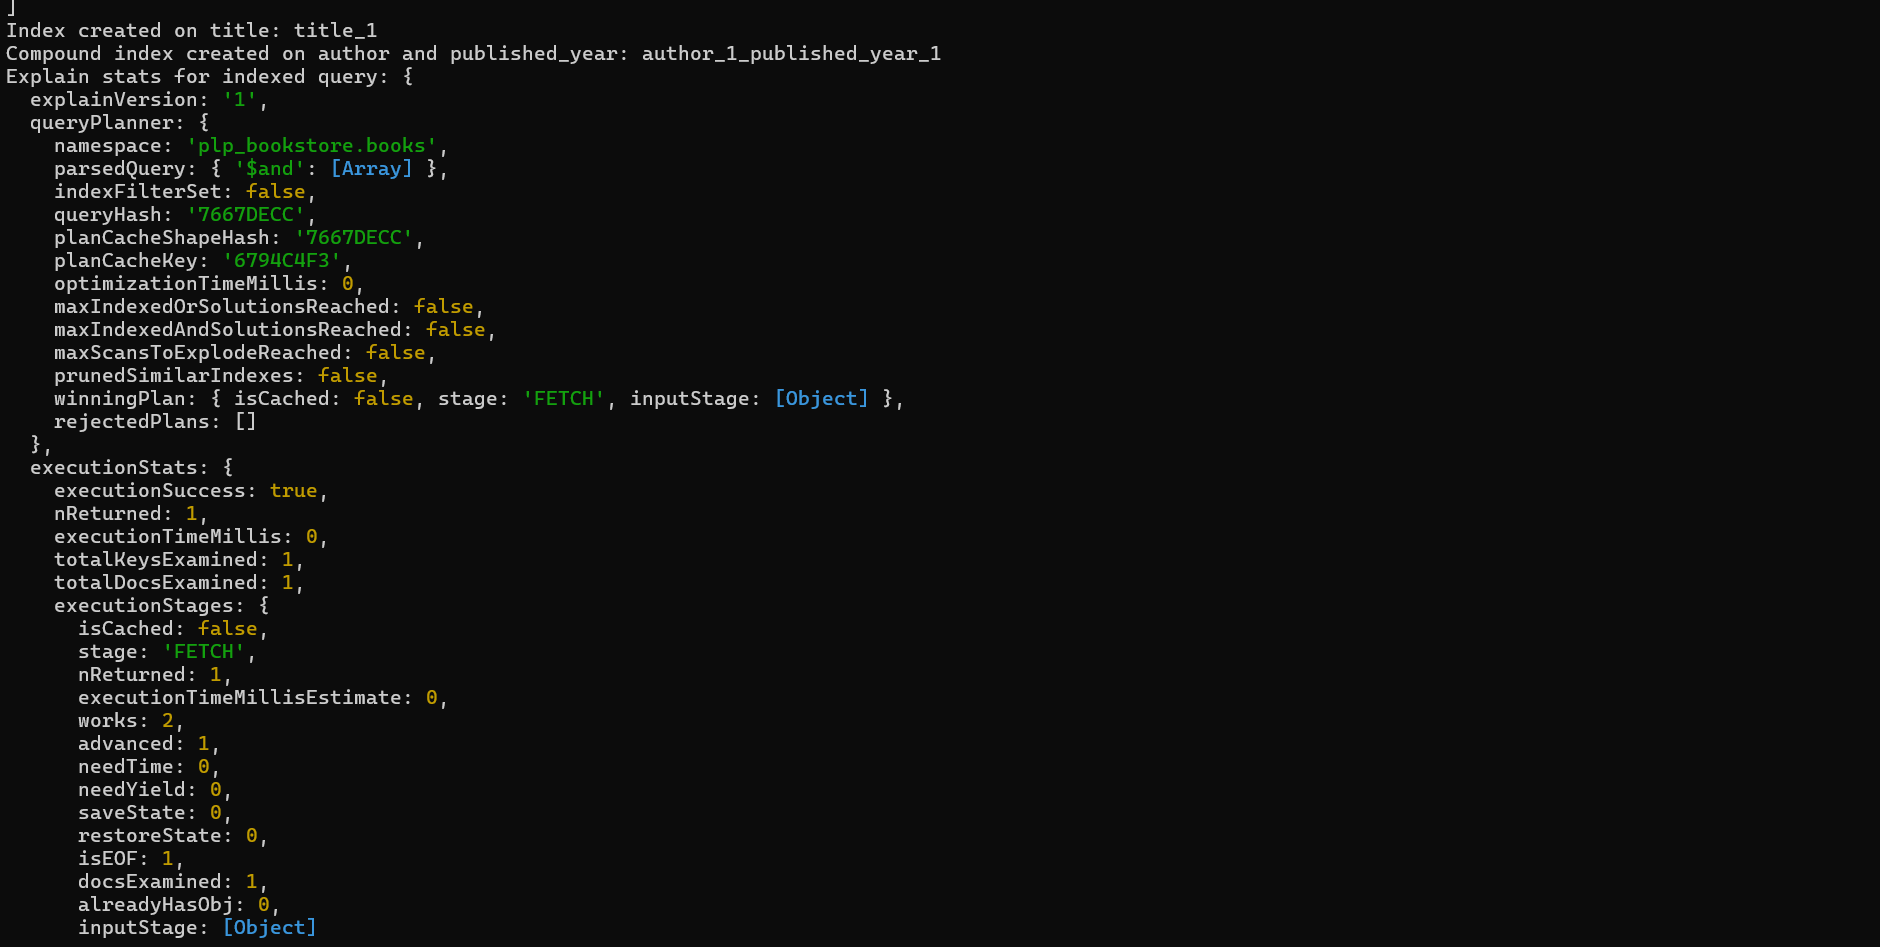 ]
Index created on title: title_1
Compound index created on author and published_year: author_1_published_year_1
Explain stats for indexed query: {
  explainVersion: '1',
  queryPlanner: {
    namespace: 'plp_bookstore.books',
    parsedQuery: { '$and': [Array] },
    indexFilterSet: false,
    queryHash: '7667DECC',
    planCacheShapeHash: '7667DECC',
    planCacheKey: '6794C4F3',
    optimizationTimeMillis: 0,
    maxIndexedOrSolutionsReached: false,
    maxIndexedAndSolutionsReached: false,
    maxScansToExplodeReached: false,
    prunedSimilarIndexes: false,
    winningPlan: { isCached: false, stage: 'FETCH', inputStage: [Object] },
    rejectedPlans: []
  },
  executionStats: {
    executionSuccess: true,
    nReturned: 1,
    executionTimeMillis: 0,
    totalKeysExamined: 1,
    totalDocsExamined: 1,
    executionStages: {
      isCached: false,
      stage: 'FETCH',
      nReturned: 1,
      executionTimeMillisEstimate: 0,
      works: 2,
      advanced: 1,
      needTime: 0,
      needYield: 0,
      saveState: 0,
      restoreState: 0,
      isEOF: 1,
      docsExamined: 1,
      alreadyHasObj: 0,
      inputStage: [Object]